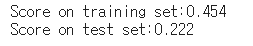 Score on training set:0.454
Score on test set:0.222